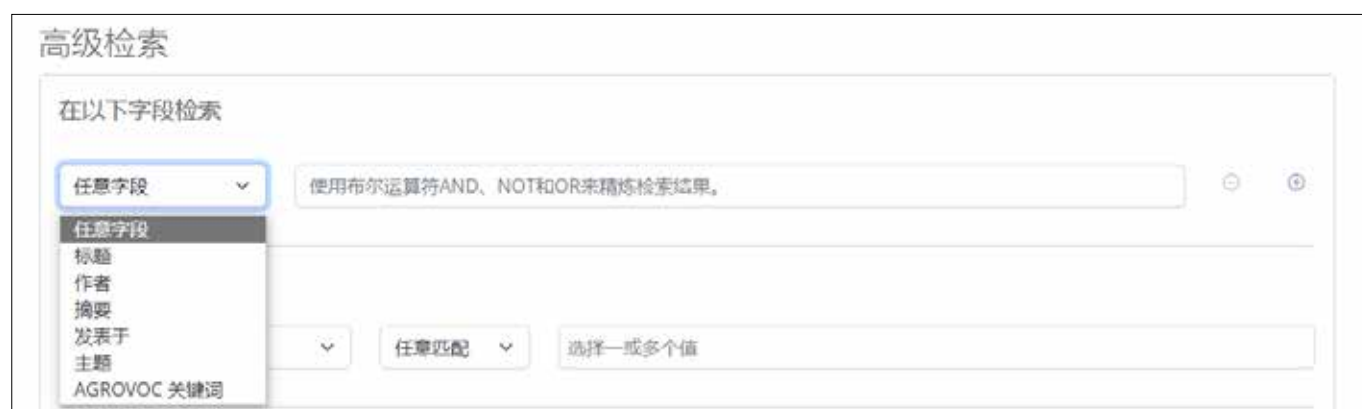 高级检索
在以下字段检索
任意字段 使用布尔运算符AND、NOT和OR来精炼检索结果。
任意字段
标题
作者
摘要
发表于
任意匹配 选择一或多个值
主题
AGROVOC 关键词